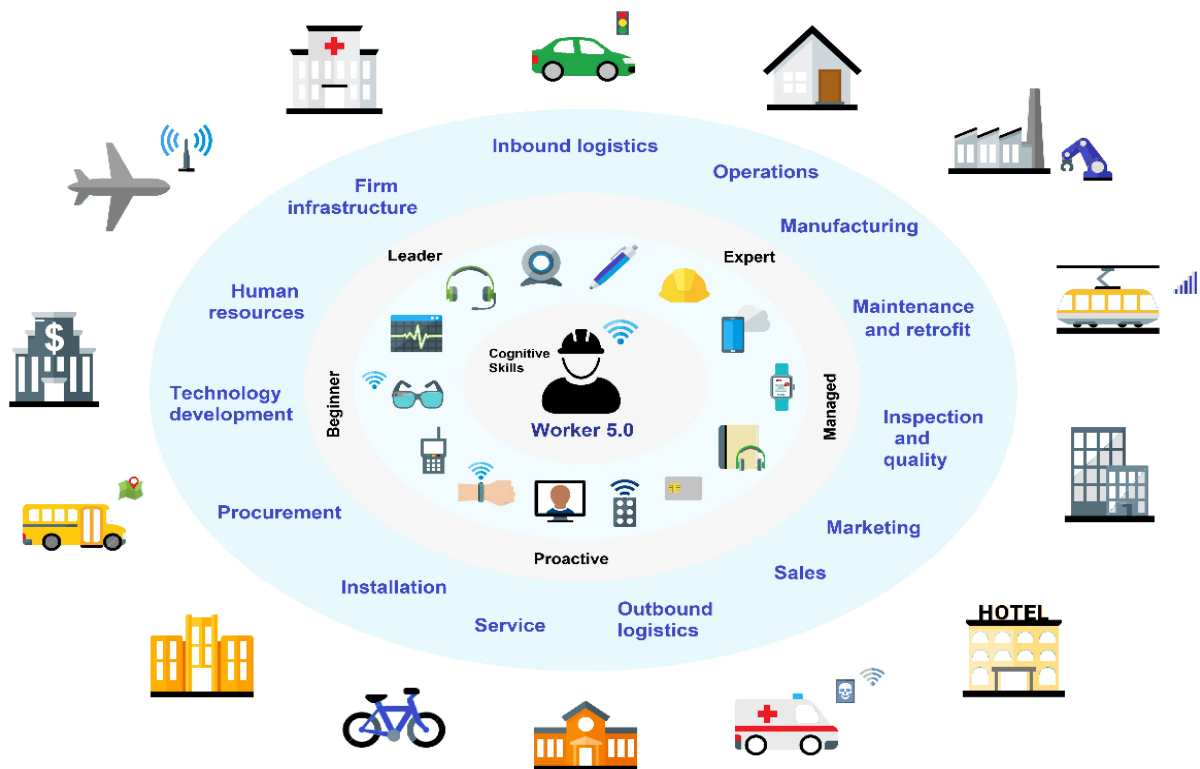 Inbound logistics
Operations
Firm
infrastructure
Manufacturing
Leader
Expert
Human
resources
Maintenance
and retrofit
$
Cognitive
Skills
Beginner
Technology
development
Managed
Inspection
and
quality
Worker 5.0
Procurement
Marketing
Proactive
Sales
Installation
Service
Outbound
logistics
HOTEL